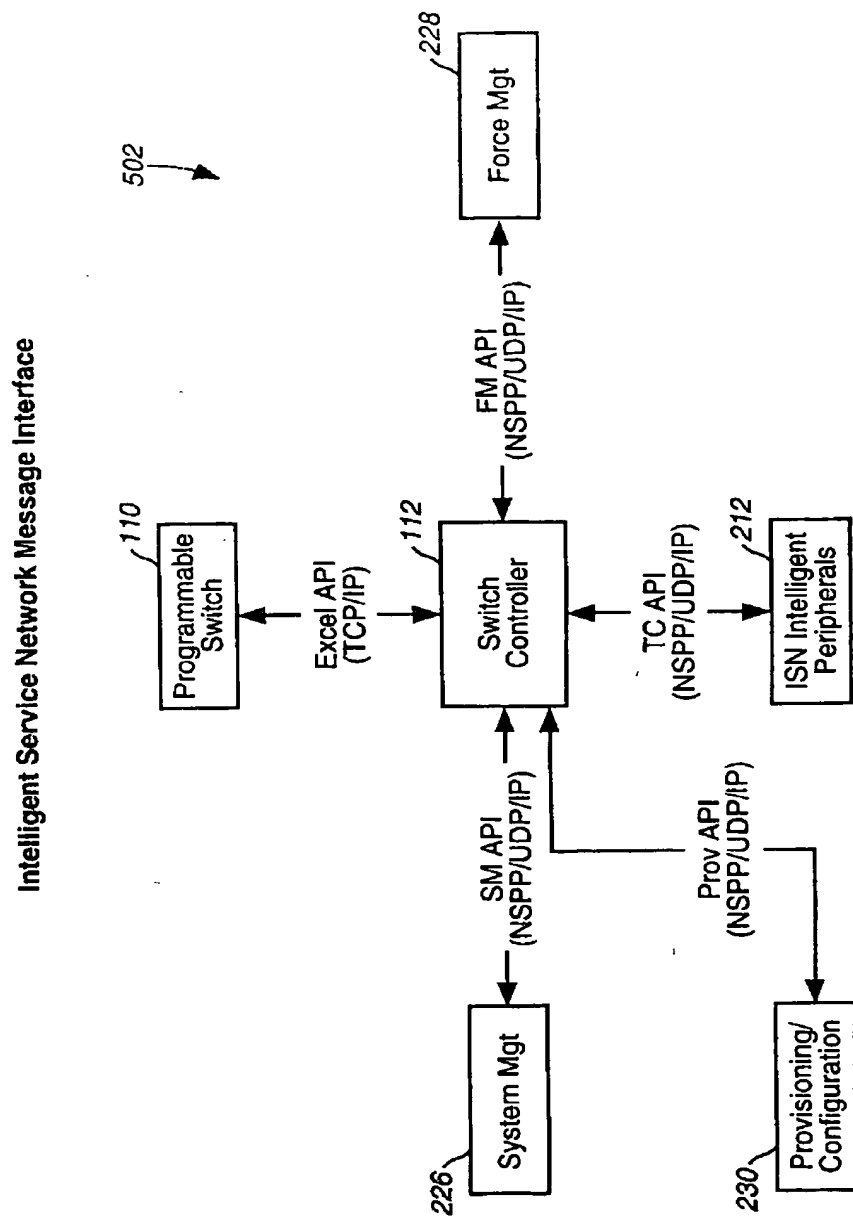 Intelligent Service Network Message Interface
502
110
Programmable
Switch
Excel API
(TCP/IP)
112
Switch
Controller
228
Force Mgt
FM API
(NSPP/UDP/IP)
SM API
(NSPP/UDP/IP)
226
System Mgt
TC API
(NSPP/UDP/IP)
212
ISN Intelligent
Peripherals
Prov API
(NSPP/UDP/IP)
230
Provisioning/
Configuration